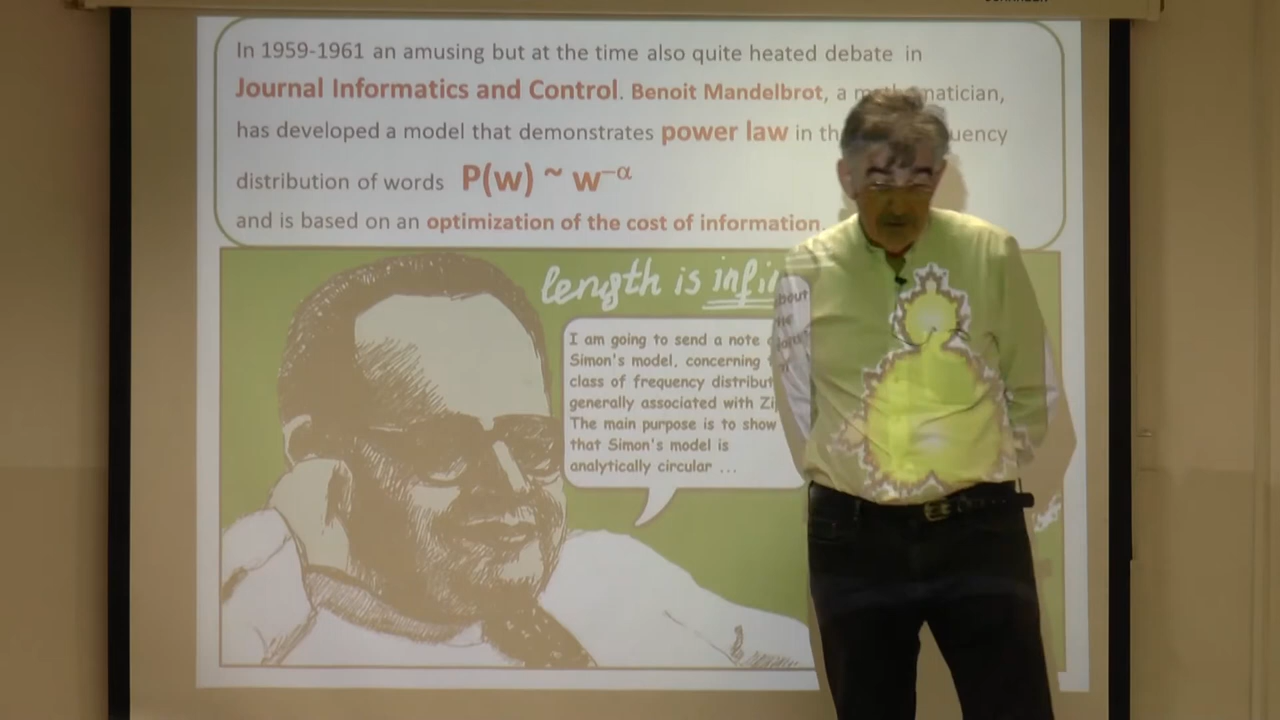 In 1959-1961 an amusing but at the time also quite heated debate in
Journal Informatics and Control. Benoit Mandelbrot, a
has developed a model that demonstrates power law in
distribution of words P(w) ~ w^−α
and is based on an optimization of the cost of information.
length is
I am going to send a note
Simon's model, concerning
class of frequency
generally associated with
The main purpose is to show
that Simon's model is
analytically circular ...